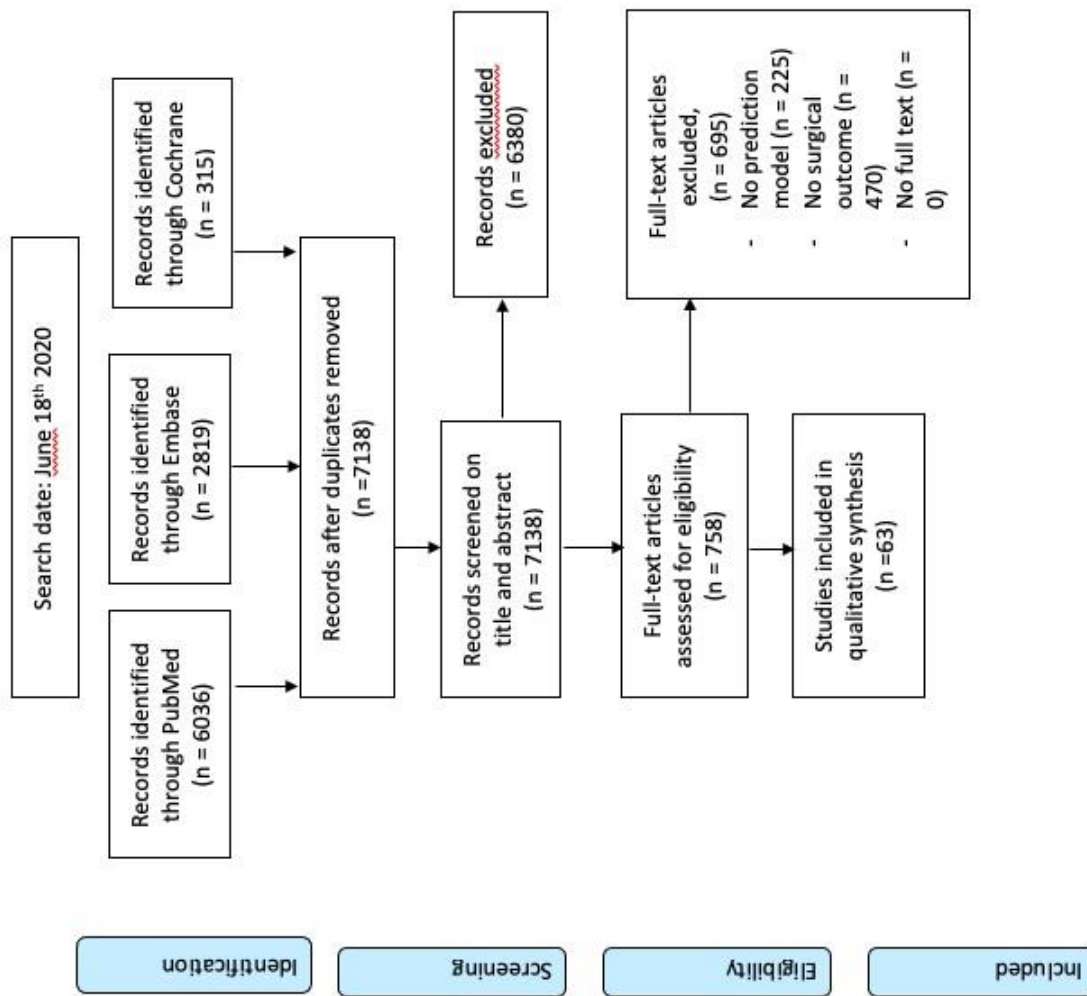 Search date: June 18th 2020
Records identified
through PubMed
(n = 6036)
Records identified
through Embase
(n = 2819)
Records identified
through Cochrane
(n = 315)
Records after duplicates removed
(n =7138)
Records screened on
title and abstract
(n = 7138)
Records excluded
(n = 6380)
Full-text articles
assessed for eligibility
(n = 758)
Full-text articles
excluded,
(n = 695)
- No prediction
model (n = 225)
- No surgical
outcome (n =
470)
- No full text (n =
0)
Studies included in
qualitative synthesis
(n =63)
Identification
Screening
Eligibility
Included